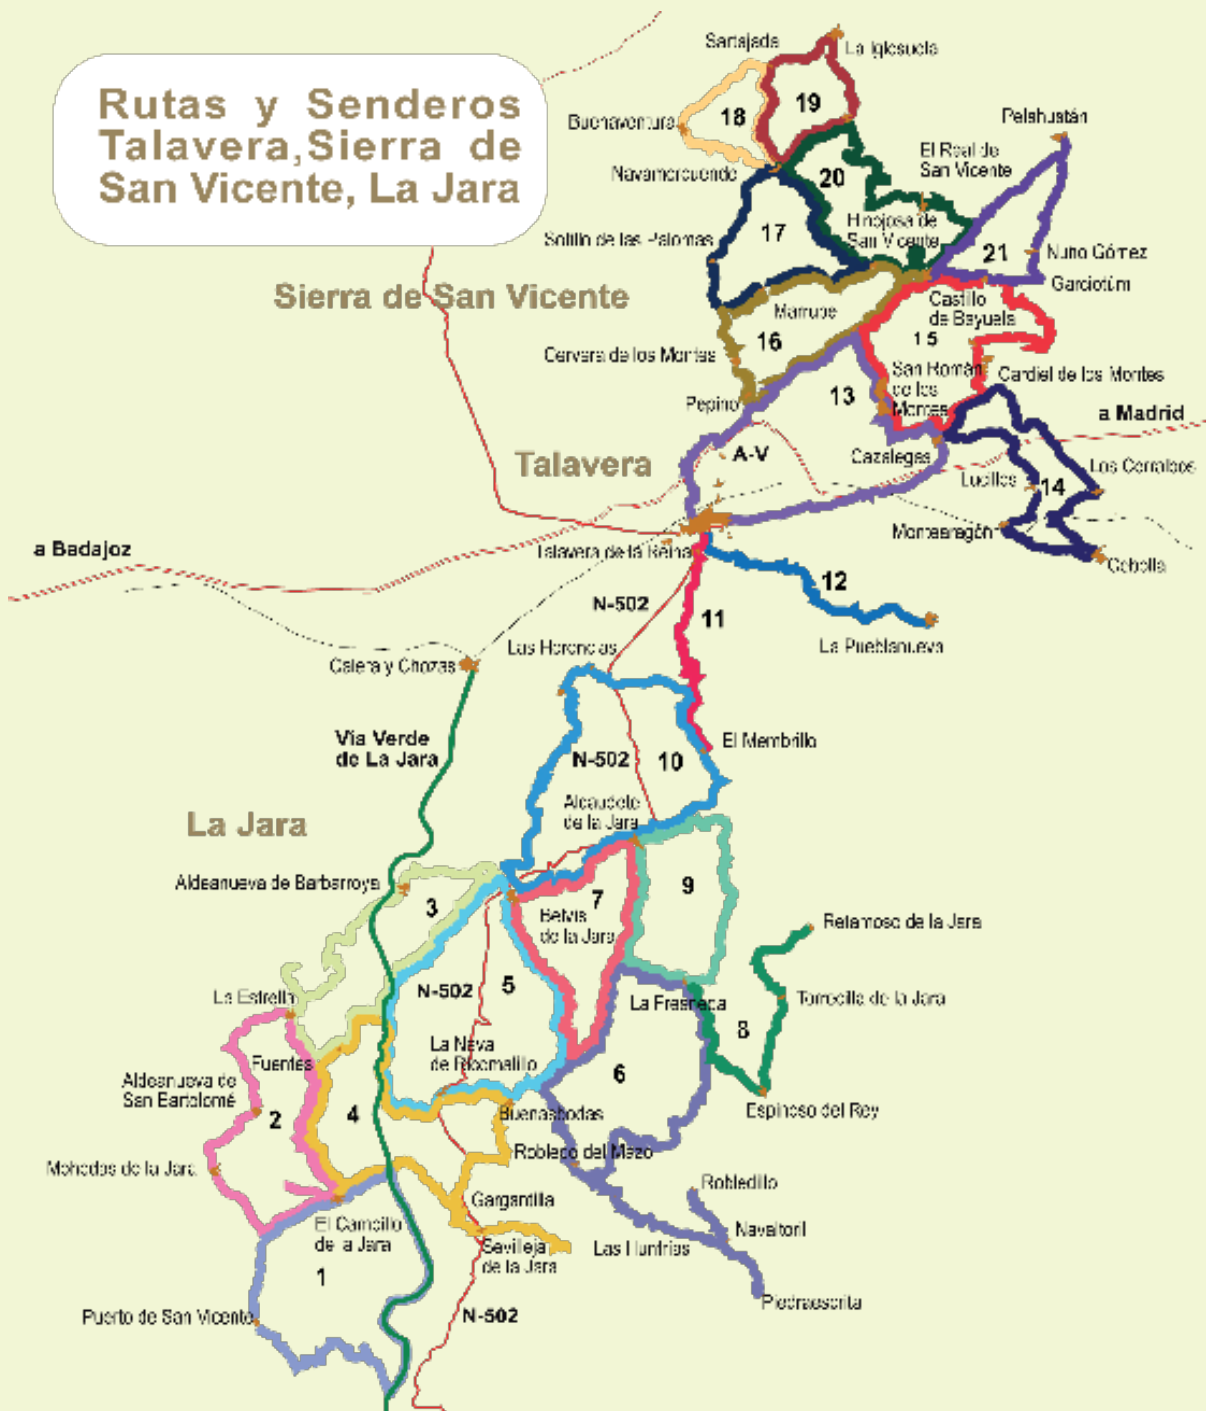 Sartajada
La Iglesuela
Rutas y Senderos
Talavera,Sierra de
San Vicente, La Jara
18
19
Buenaventura
Pelahustán
El Real de
San Vicente
Navamorcuende
20
Hinojosa de
San Vicente
17
Sotillo de las Palomas
21
Nuño Gómez
Garciotúm
Sierra de San Vicente
Castillo
de Bayuela
Marrupe
16
15
Cervera de los Montes
San Román
de los
Montes
Cardiel de los Montes
13
Pepino
a Madrid
A-V
Talavera
Cazalegas
Los Cerralbos
Lucillos
14
Montearagón
a Badajoz
Talavera de la Reina
Cebolla
12
N-502
11
Las Herencias
La Pueblanueva
Calera y Chozas
Vía Verde
de La Jara
El Membrillo
N-502
10
Alcaudete
de la Jara
La Jara
Aldeanueva de Barbarroya
3
7
9
Belvis
de la Jara
Retamoso de la Jara
N-502
5
La Estrella
La Fresneda
Torrecilla de la Jara
8
La Nava
de Ricomalillo
Fuentes
6
Aldeanueva de
San Bartolomé
2
4
Buenasbodas
Espinoso del Rey
Robledo del Mazo
Mohedas de la Jara
Robledillo
Gargantilla
El Campillo
de la Jara
Navaltoril
Las Hunfrías
Sevilleja
de la Jara
1
Piedraescrita
Puerto de San Vicente
N-502